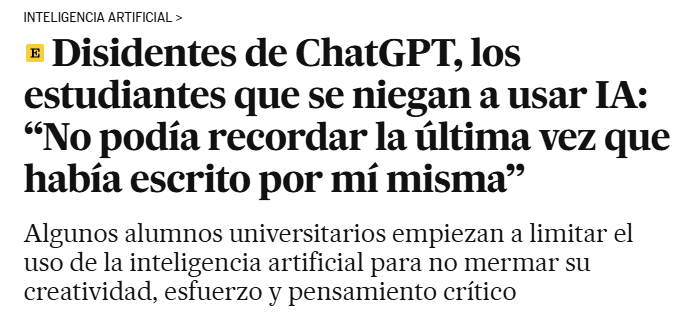 INTELIGENCIA ARTIFICIAL >
E Disidentes de ChatGPT, los
estudiantes que se niegan a usar IA:
“No podía recordar la última vez que
había escrito por mí misma”
Algunos alumnos universitarios empiezan a limitar el
uso de la inteligencia artificial para no mermar su
creatividad, esfuerzo y pensamiento crítico